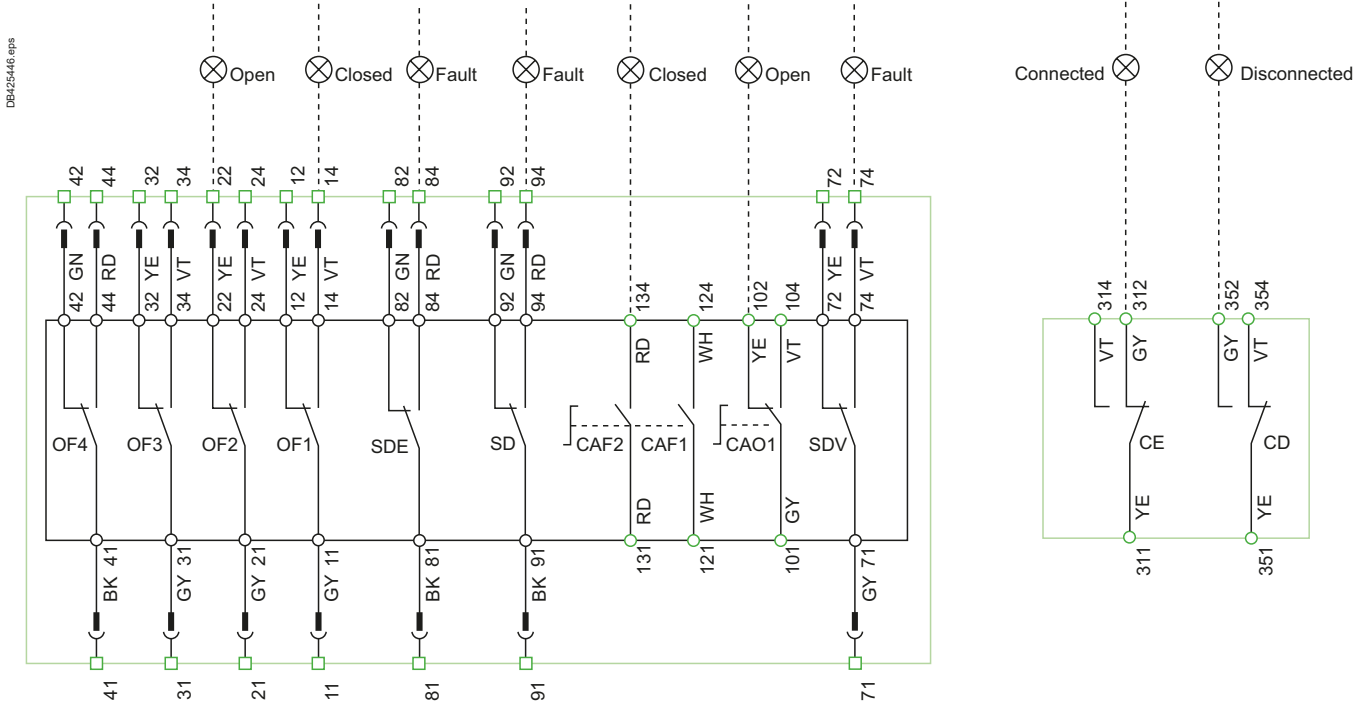 DB425446.eps
Open Closed Fault Fault Closed Open Fault
Connected Disconnected
42 44 32 34 22 24 12 14 82 84 92 94 72 74
GN RD YE VT YE VT YE VT GN RD GN RD YE VT
42 44 32 34 22 24 12 14 82 84 92 94 134 124 102 104 72 74
314 312 352 354
RD WH YE VT
VT GY GY VT
OF4 OF3 OF2 OF1 SDE SD CAF2 CAF1 CAO1 SDV
CE CD
RD WH GY
YE YE
41 31 21 11 81 91 131 121 101 71
311 351
BK GY GY GY BK BK GY
41 31 21 11 81 91 71